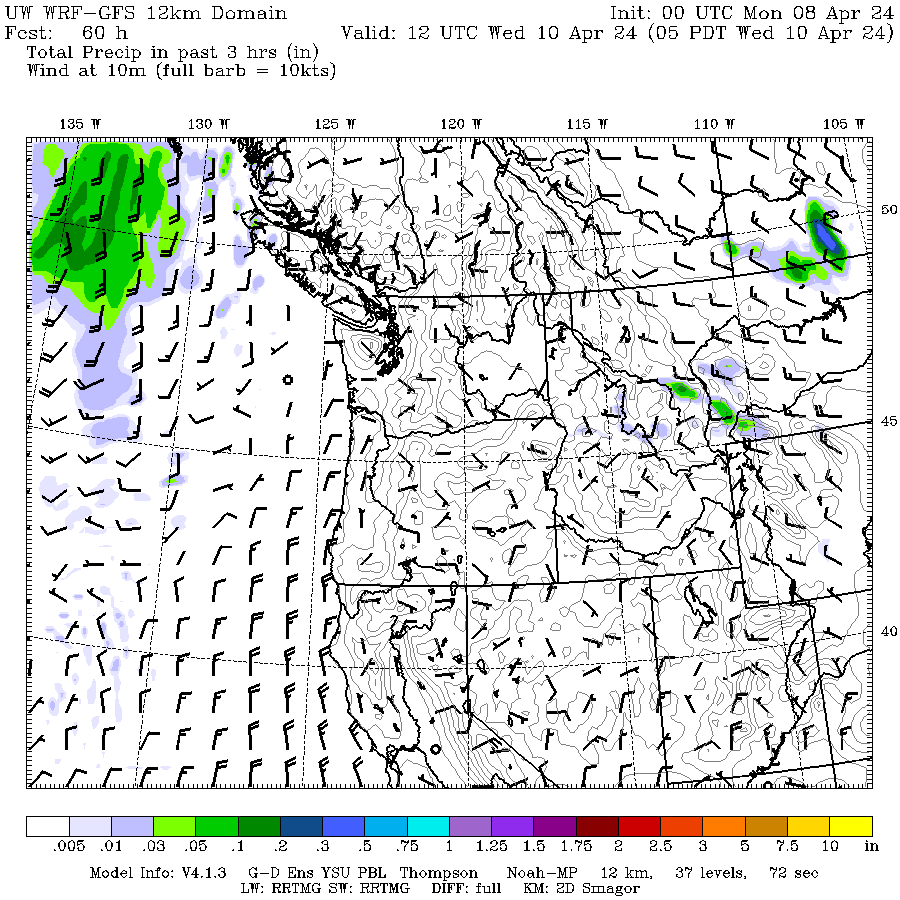 UW WRF-GFS 12km Domain Init: 00 UTC Mon 08 Apr 24
Fcst: 60 h Valid: 12 UTC Wed 10 Apr 24 (05 PDT Wed 10 Apr 24)
Total Precip in past 3 hrs (in)
Wind at 10m (full barb = 10kts)
135 W 130 W 125 W 120 W 115 W 110 W 105 W
50
45
40
.005 .01 .03 .05 .1 .2 .3 .5 .75 1 1.25 1.5 1.75 2 2.5 3 5 7.5 10 in
Model Info: V4.1.3 G-D Ens YSU PBL Thompson Noah-MP 12 km, 37 levels, 72 sec
LW: RRTMG SW: RRTMG DIFF: full KM: 2D Smagor